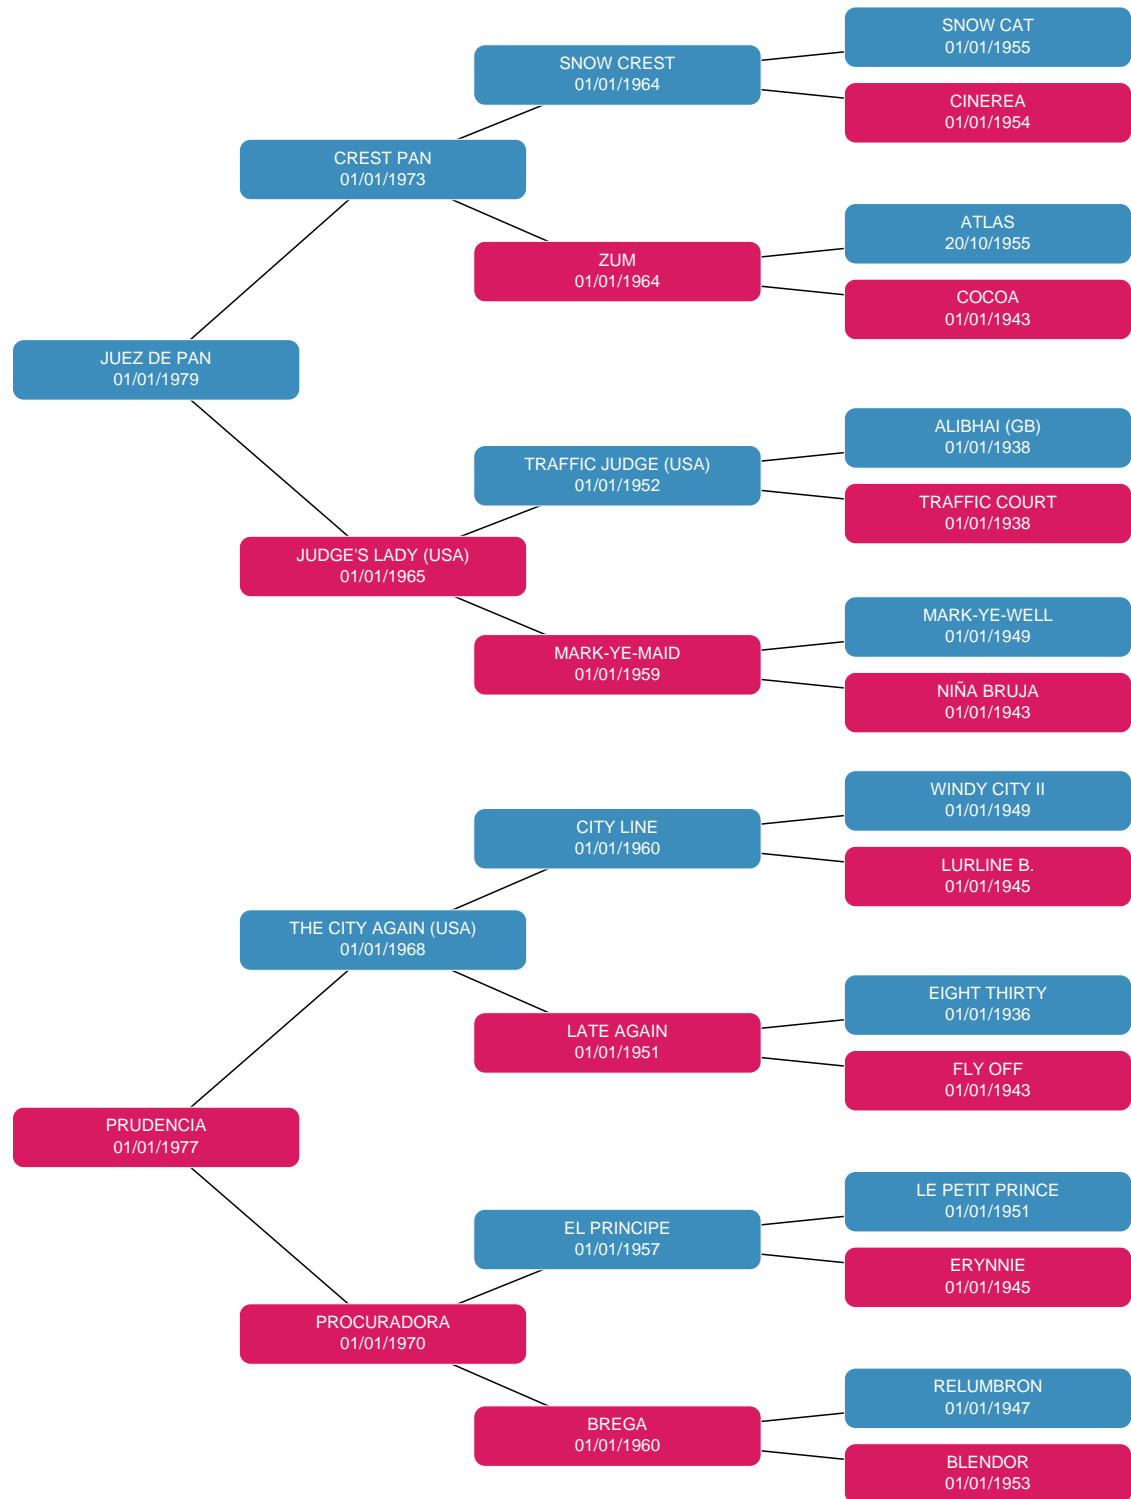 SNOW CAT
01/01/1955
SNOW CREST
01/01/1964
CINEREA
01/01/1954
CREST PAN
01/01/1973
ATLAS
20/10/1955
ZUM
01/01/1964
COCOA
01/01/1943
JUEZ DE PAN
01/01/1979
ALIBHAI (GB)
01/01/1938
TRAFFIC JUDGE (USA)
01/01/1952
TRAFFIC COURT
01/01/1938
JUDGE'S LADY (USA)
01/01/1965
MARK-YE-WELL
01/01/1949
MARK-YE-MAID
01/01/1959
NIÑA BRUJA
01/01/1943
WINDY CITY II
01/01/1949
CITY LINE
01/01/1960
LURLINE B.
01/01/1945
THE CITY AGAIN (USA)
01/01/1968
EIGHT THIRTY
01/01/1936
LATE AGAIN
01/01/1951
FLY OFF
01/01/1943
PRUDENCIA
01/01/1977
LE PETIT PRINCE
01/01/1951
EL PRINCIPE
01/01/1957
ERYNNIE
01/01/1945
PROCURADORA
01/01/1970
RELUMBRON
01/01/1947
BREGA
01/01/1960
BLENDOR
01/01/1953